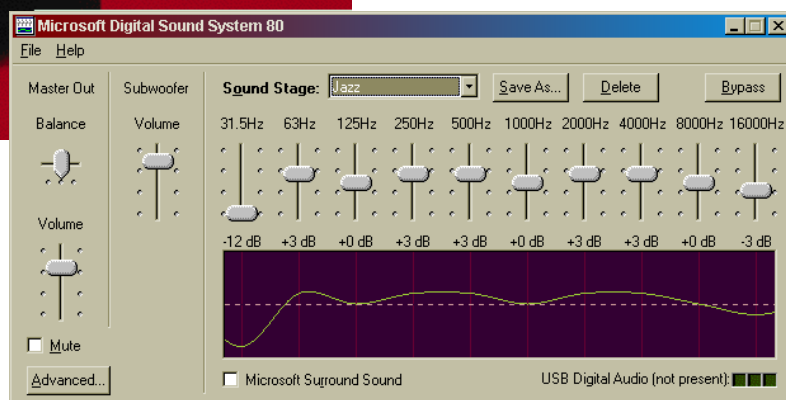 Microsoft Digital Sound System 80
File Help
Master Out Subwoofer Sound Stage: Jazz Save As... Delete Bypass
Balance Volume 31.5Hz 63Hz 125Hz 250Hz 500Hz 1000Hz 2000Hz 4000Hz 8000Hz 16000Hz
Volume
-12 dB +3 dB +0 dB +3 dB +3 dB +0 dB +3 dB +3 dB +0 dB -3 dB
Mute
Advanced... Microsoft Surround Sound USB Digital Audio (not present):